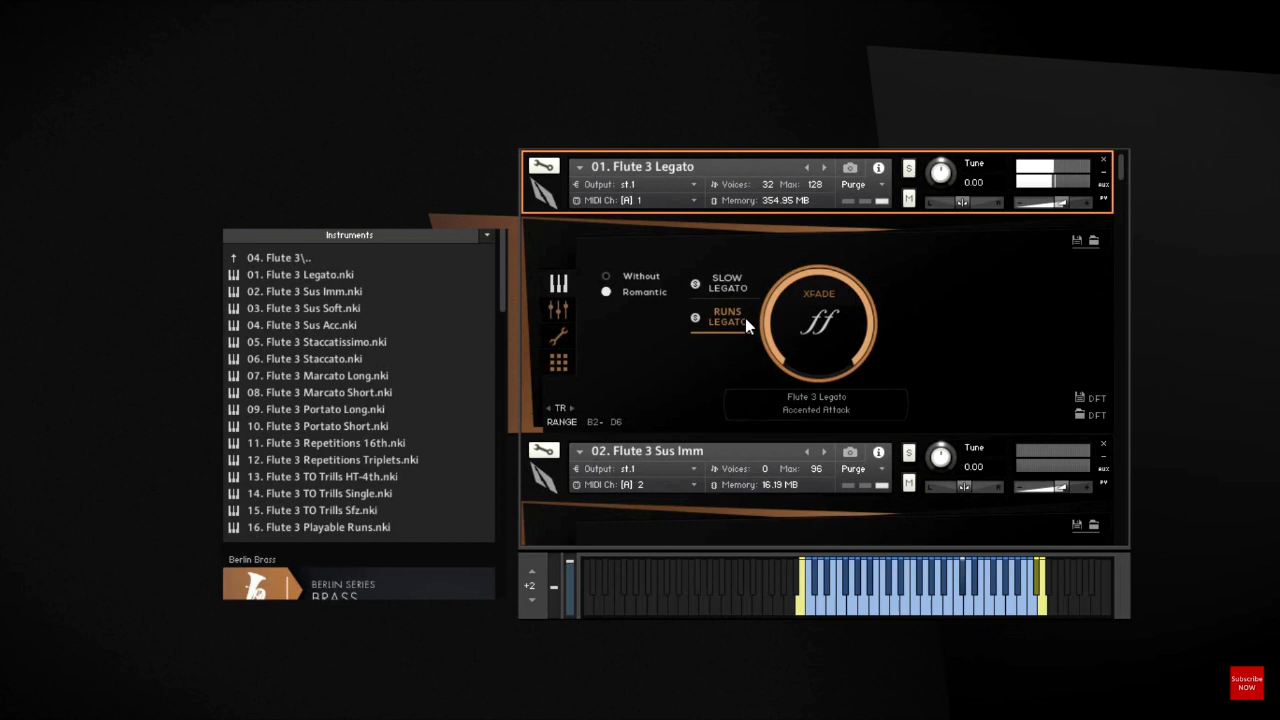 Instruments
04. Flute 3\..
01. Flute 3 Legato.nki
02. Flute 3 Sus Imm.nki
03. Flute 3 Sus Soft.nki
04. Flute 3 Sus Acc.nki
05. Flute 3 Staccatissimo.nki
06. Flute 3 Staccato.nki
07. Flute 3 Marcato Long.nki
08. Flute 3 Marcato Short.nki
09. Flute 3 Portato Long.nki
10. Flute 3 Portato Short.nki
11. Flute 3 Repetitions 16th.nki
12. Flute 3 Repetitions Triplets.nki
13. Flute 3 TO Trills HT-4th.nki
14. Flute 3 TO Trills Single.nki
15. Flute 3 TO Trills Sfz.nki
16. Flute 3 Playable Runs.nki
Berlin Brass
BERLIN SERIES
BRASS
01. Flute 3 Legato
Output: st.1 Voices: 32 Max: 128 Purge
MIDI Ch: [A] 1 Memory: 354.95 MB
S
M
Tune
0.00
L R
- +
×
AUX
PV
Without
Romantic
SLOW
LEGATO
RUNS
LEGATO
XFADE
ff
Flute 3 Legato
Accented Attack
TR
RANGE B2- D6
DFT
DFT
02. Flute 3 Sus Imm
Output: st.1 Voices: 0 Max: 96 Purge
MIDI Ch: [A] 2 Memory: 16.19 MB
S
M
Tune
0.00
L R
- +
×
AUX
PV
+2
Subscribe
NOW